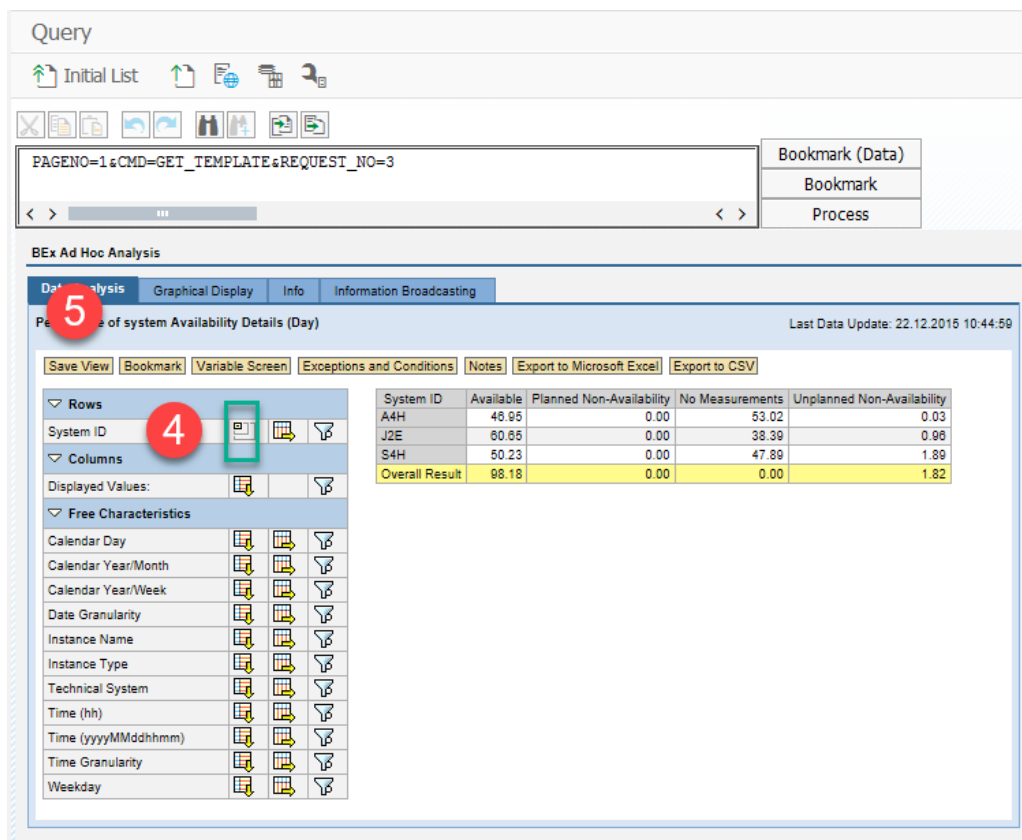 Query
Initial List
PAGENO=1&CMD=GET_TEMPLATE&REQUEST_NO=3
Bookmark (Data)
Bookmark
Process
BEx Ad Hoc Analysis
Graphical Display Info Information Broadcasting
5
of system Availability Details (Day) Last Data Update: 22.12.2015 10:44:59
Save View Bookmark Variable Screen Exceptions and Conditions Notes Export to Microsoft Excel Export to CSV
Rows
System ID
4
Columns
Displayed Values:
Free Characteristics
Calendar Day
Calendar Year/Month
Calendar Year/Week
Date Granularity
Instance Name
Instance Type
Technical System
Time (hh)
Time (yyyyMMddhhmm)
Time Granularity
Weekday
System ID Available Planned Non-Availability No Measurements Unplanned Non-Availability
A4H 46.95 0.00 53.02 0.03
J2E 60.65 0.00 38.39 0.96
S4H 50.23 0.00 47.89 1.89
Overall Result 98.18 0.00 0.00 1.82